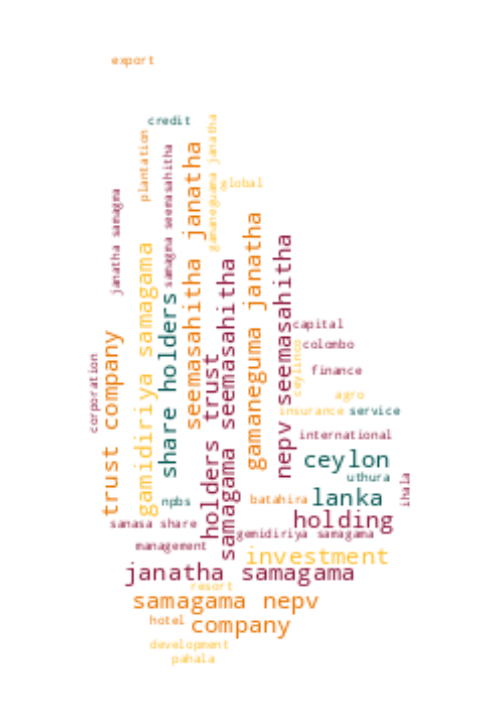 export
credit
plantation
gamaneguma janatha
janatha
samagma seemasahitha
global
janatha samagma
gamaneguma janatha
nepv seemasahitha
gamidiriya samagama
seemasahitha
samagama seemasahitha
share holders
capital
trust company
colombo
ceylinco
corporation
holders trust
finance
agro
insurance
service
international
ceylon
uthura
ihala
npbs
batahira
lanka
sanasa share
holding
gemidiriya samagama
management
investment
janatha samagama
resort
samagama nepv
hotel
company
development
pahala